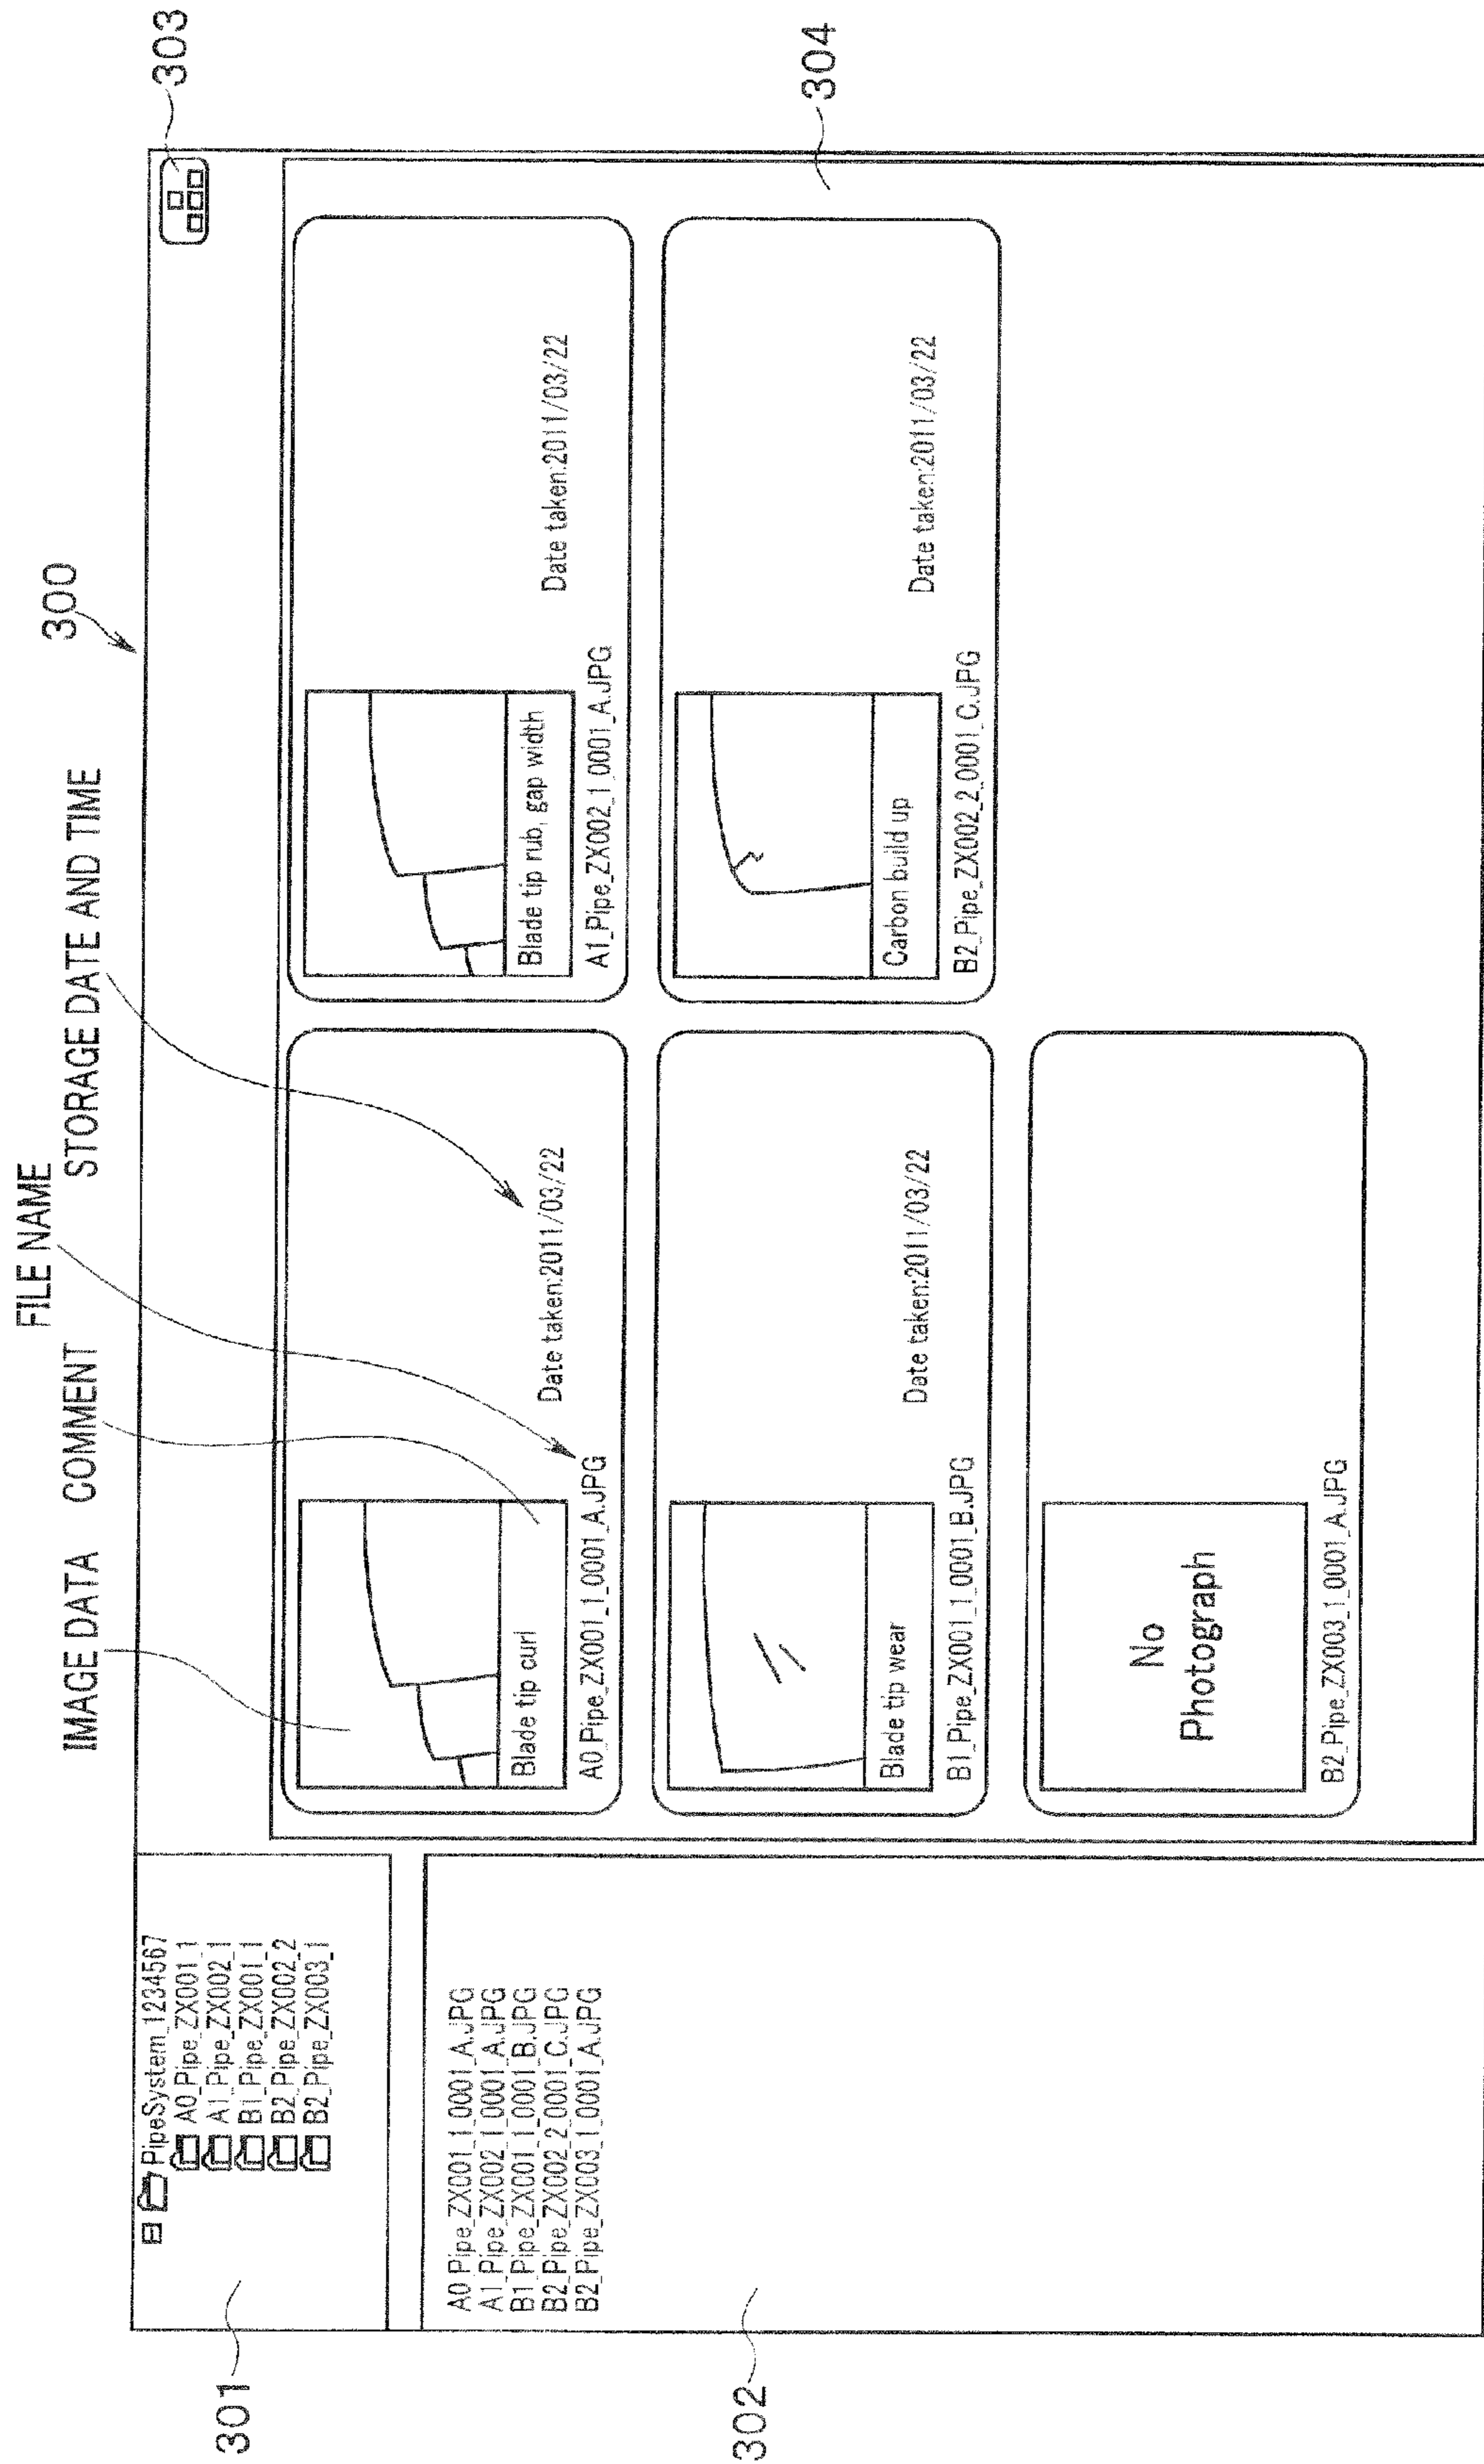 300
FILE NAME
IMAGE DATA
COMMENT
STORAGE DATE AND TIME
303
301
PipeSystem_1234567
A0_Pipe_ZX001_1
A1_Pipe_ZX002_1
B1_Pipe_ZX001_1
B2_Pipe_ZX002_2
B2_Pipe_ZX003_1
302
A0_Pipe_ZX001_1_0001_A.JPG
A1_Pipe_ZX002_1_0001_A.JPG
B1_Pipe_ZX001_1_0001_B.JPG
B2_Pipe_ZX002_2_0001_C.JPG
B2_Pipe_ZX003_1_0001_A.JPG
Blade tip curl
Date taken:2011/03/22
A0_Pipe_ZX001_1_0001_A.JPG
Blade tip rub, gap width
Date taken:2011/03/22
A1_Pipe_ZX002_1_0001_A.JPG
304
Blade tip wear
Date taken:2011/03/22
B1_Pipe_ZX001_1_0001_B.JPG
Carbon build up
Date taken:2011/03/22
B2_Pipe_ZX002_2_0001_C.JPG
No
Photograph
B2_Pipe_ZX003_1_0001_A.JPG